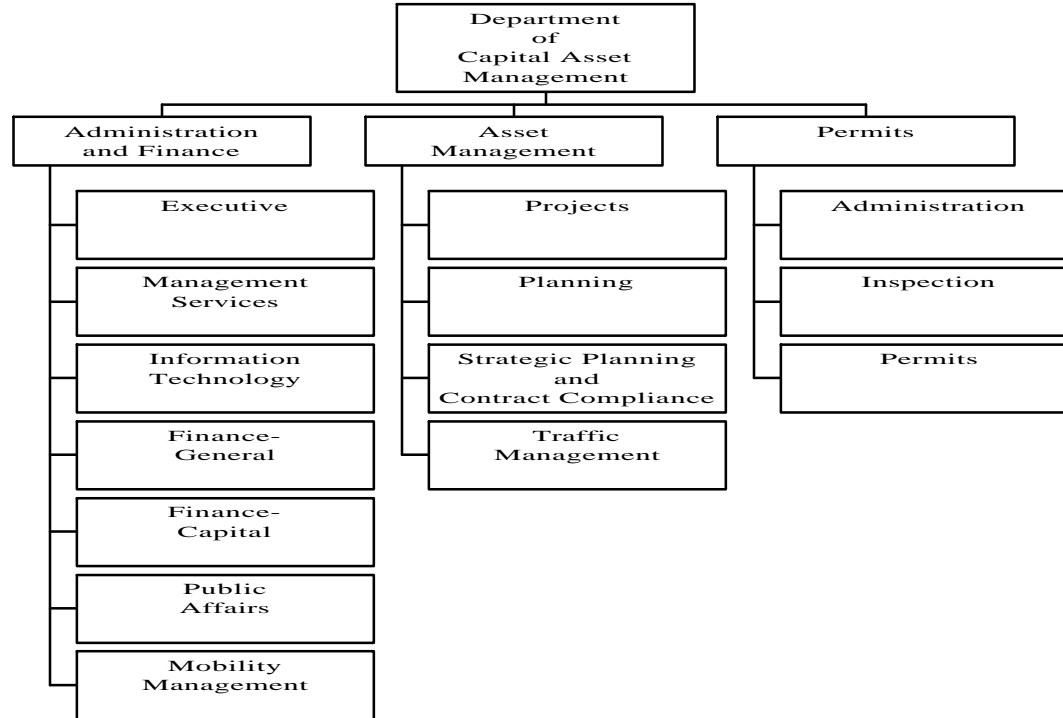 Department
of
Capital Asset
Management
Administration
and Finance
Asset
Management
Permits
Executive
Management
Services
Information
Technology
Finance-
General
Finance-
Capital
Public
Affairs
Mobility
Management
Projects
Planning
Strategic Planning
and
Contract Compliance
Traffic
Management
Administration
Inspection
Permits